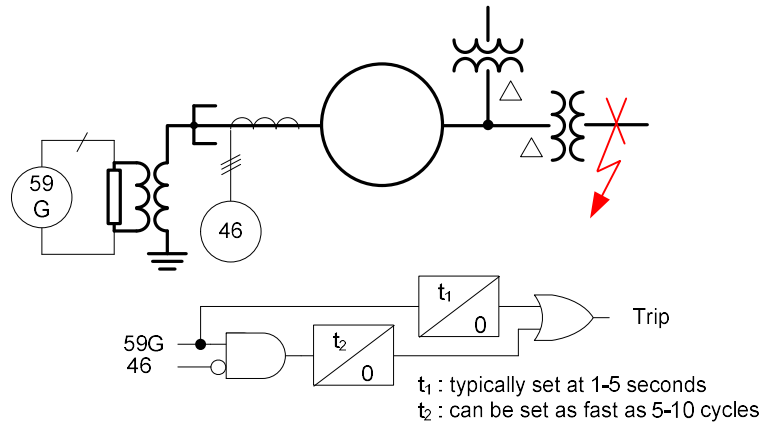 59
G
46
t₁
0
Trip
59G
46
t₂
0
t₁ : typically set at 1-5 seconds
t₂ : can be set as fast as 5-10 cycles